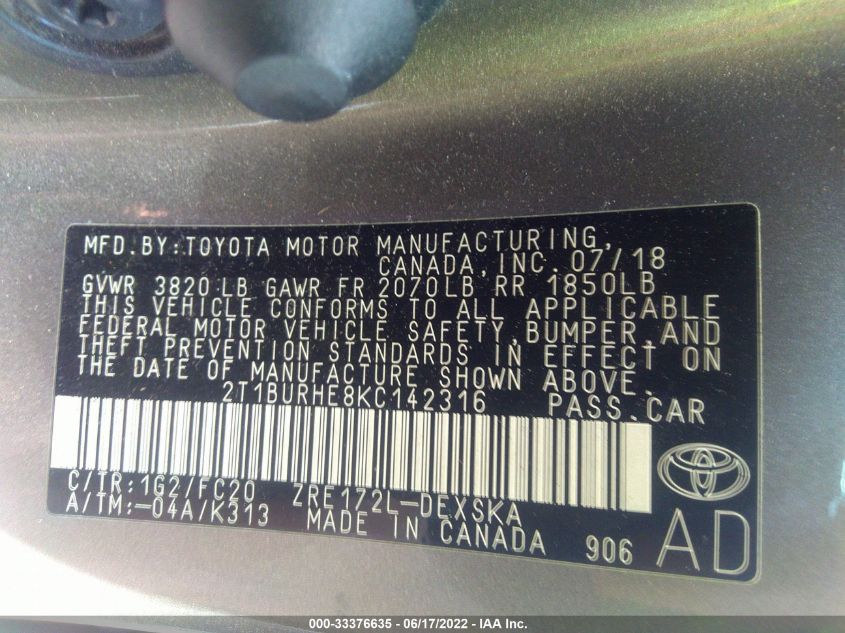 MFD.BY:TOYOTA MOTOR MANUFACTURING,
CANADA,INC. 07/18
GVWR 3820LB GAWR FR 2070LB RR 1850LB
THIS VEHICLE CONFORMS TO ALL APPLICABLE
FEDERAL MOTOR VEHICLE SAFETY,BUMPER,AND
THEFT PREVENTION STANDARDS IN EFFECT ON
THE DATE OF MANUFACTURE SHOWN ABOVE.
2T1BURHE8KC142316 PASS.CAR
C/TR:1G2/FC20 ZRE172L-DEXSKA
A/TM:-04A/K313 MADE IN CANADA 906 AD
000-33376635 - 06/17/2022 - IAA Inc.